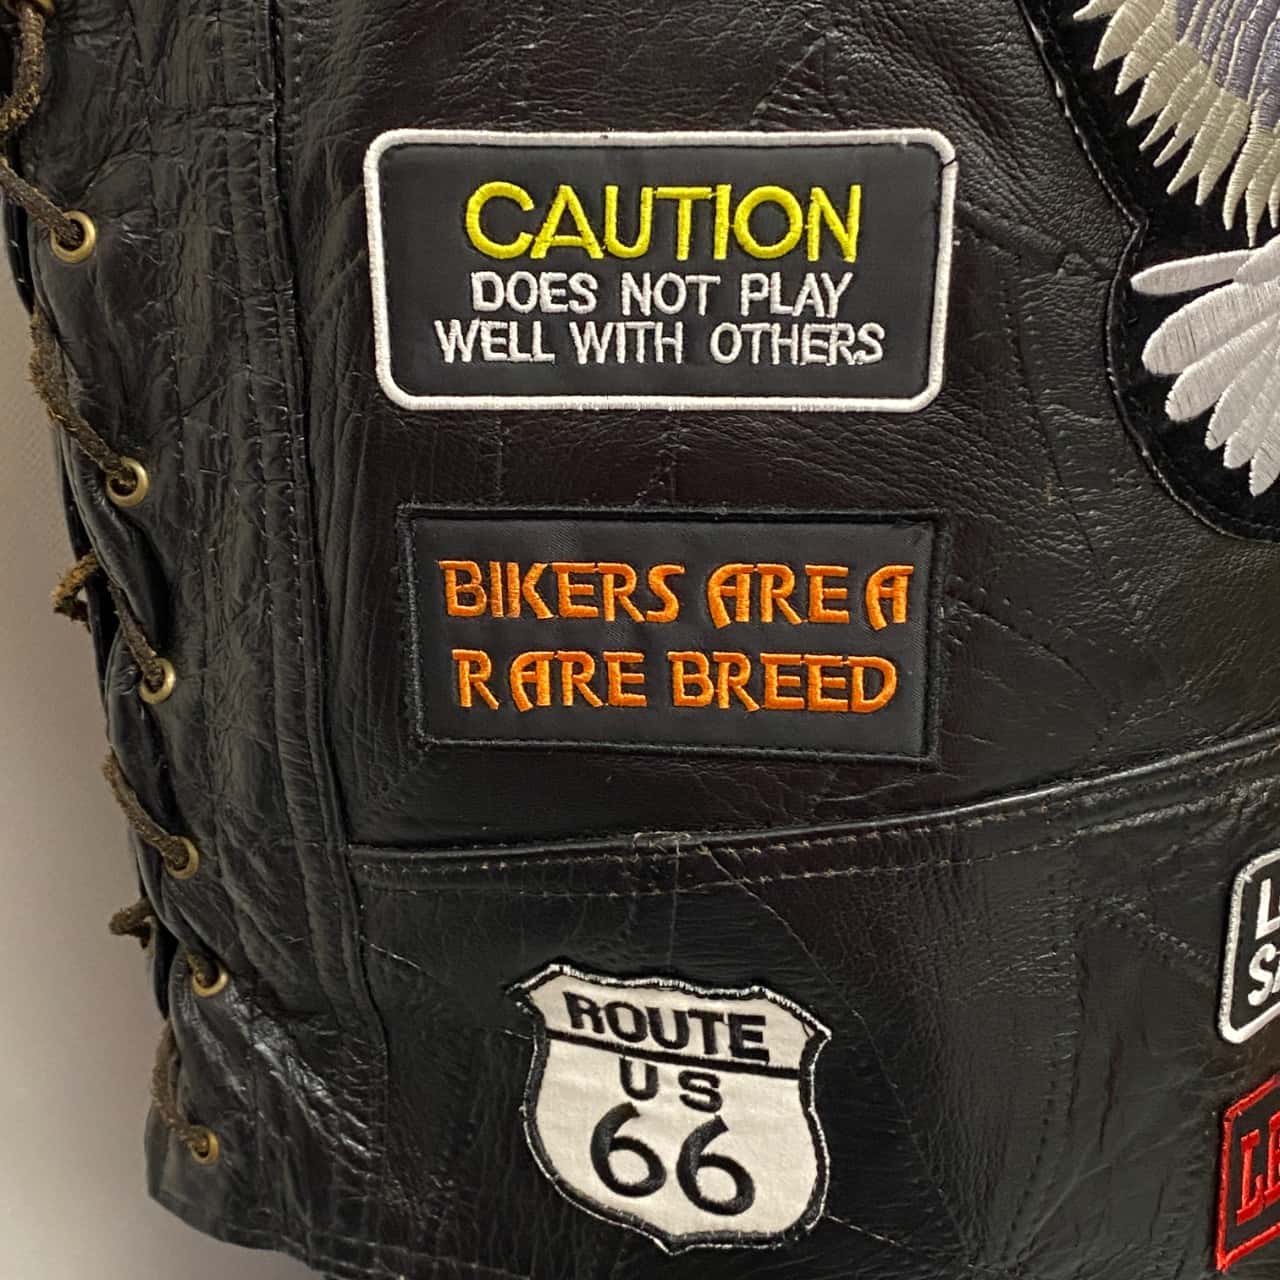 CAUTION
DOES NOT PLAY
WELL WITH OTHERS
BIKERS ARE A
RARE BREED
ROUTE
US
66